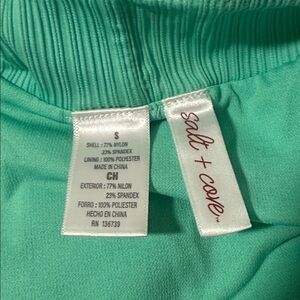 S
SHELL : 77% NYLON
23% SPANDEX
LINING : 100% POLYESTER
MADE IN CHINA
CH
EXTERIOR : 77% NILON
23% SPANDEX
FORRO : 100% POLIESTER
HECHO EN CHINA
RN 136739
salt + cove™